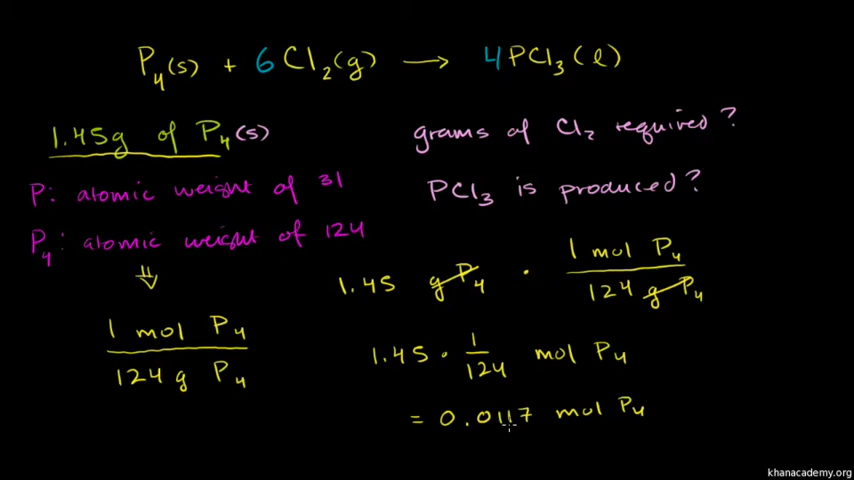 P₄(s) + 6Cl₂(g) → 4PCl₃(l)
1.45g of P₄(s)
grams of Cl₂ required?
PCl₃ is produced?
P: atomic weight of 31
P₄: atomic weight of 124
⇓
1 mol P₄
124 g P₄
1.45 g P₄ · 1 mol P₄ / 124 g P₄
1.45 · 1/124 mol P₄
= 0.0117 mol P₄
khanacademy.org